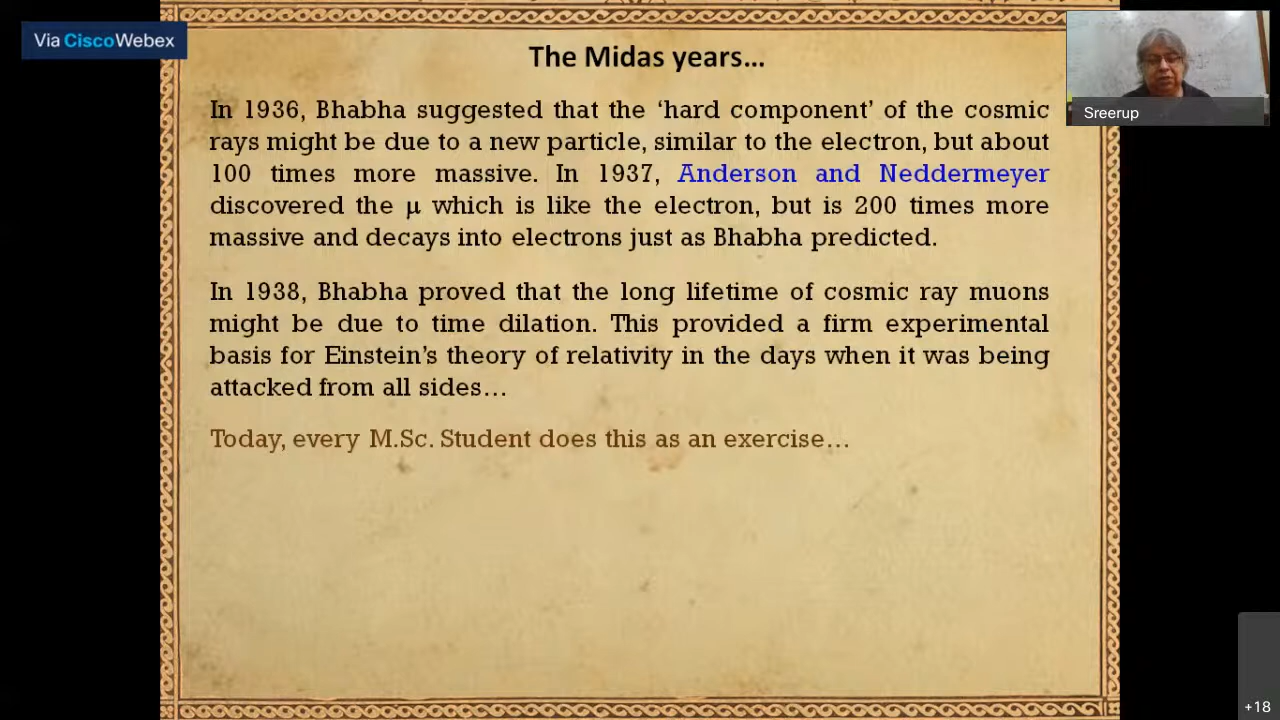 Via CiscoWebex
The Midas years…
Sreerup
In 1936, Bhabha suggested that the ‘hard component’ of the cosmic
rays might be due to a new particle, similar to the electron, but about
100 times more massive. In 1937, Anderson and Neddermeyer
discovered the μ which is like the electron, but is 200 times more
massive and decays into electrons just as Bhabha predicted.
In 1938, Bhabha proved that the long lifetime of cosmic ray muons
might be due to time dilation. This provided a firm experimental
basis for Einstein’s theory of relativity in the days when it was being
attacked from all sides…
Today, every M.Sc. Student does this as an exercise…
+18